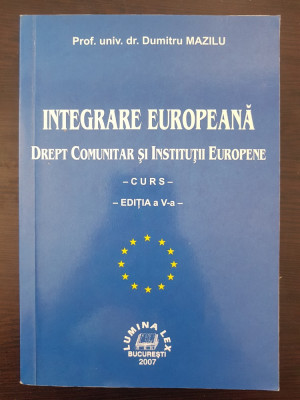 Prof. univ. dr. Dumitru MAZILU
INTEGRARE EUROPEANĂ
DREPT COMUNITAR ŞI INSTITUŢII EUROPENE
– CURS –
– EDIŢIA a V-a –
LUMINA LEX
BUCUREŞTI
2007